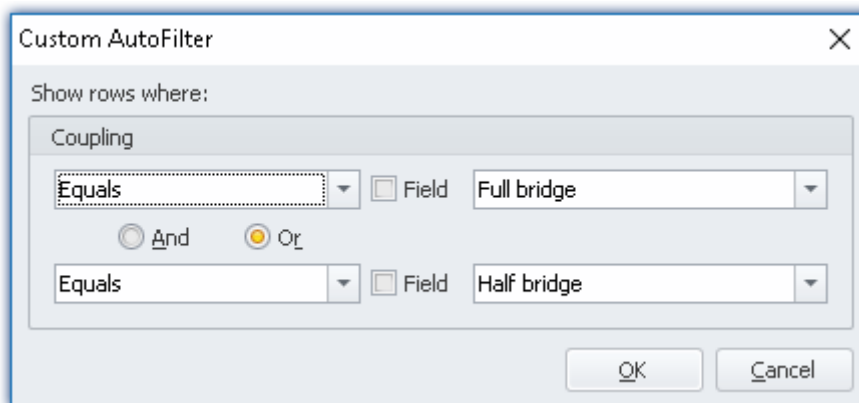 Custom AutoFilter
Show rows where:
Coupling
Equals Field Full bridge
And Or
Equals Field Half bridge
OK Cancel